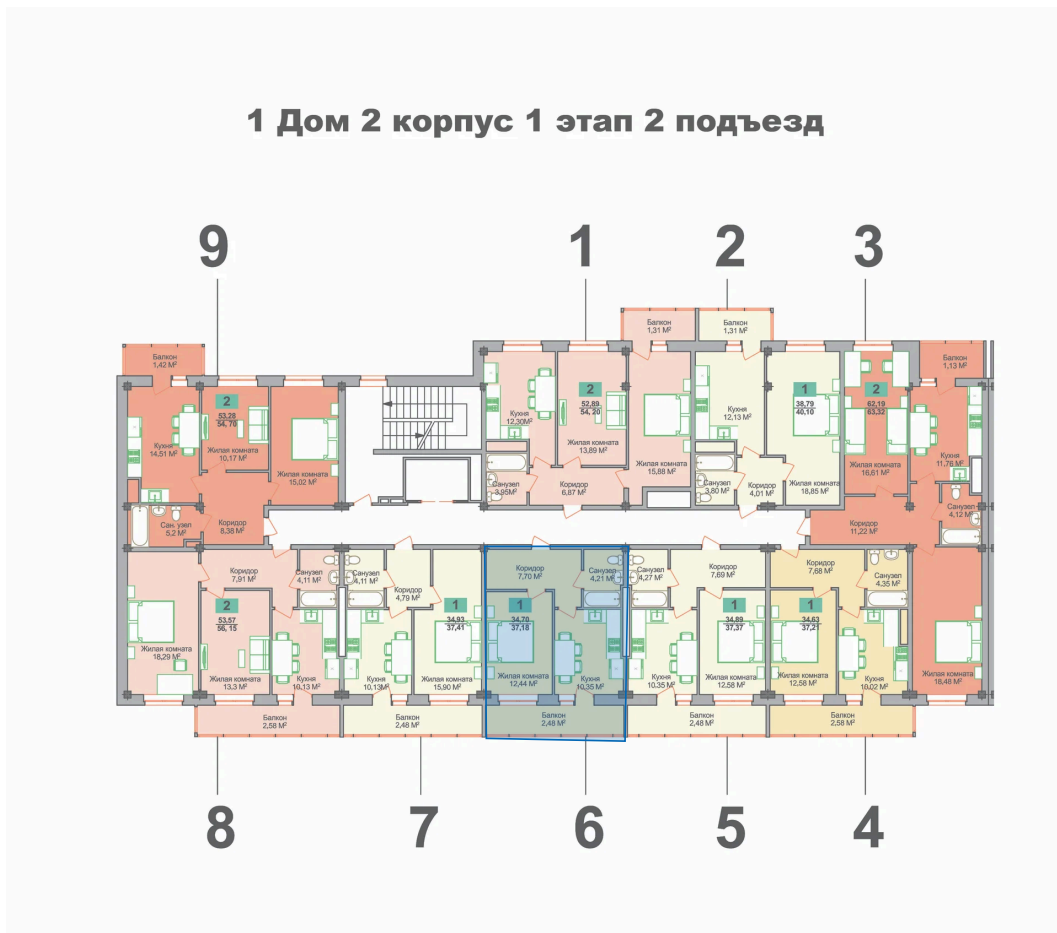 1 Дом 2 корпус 1 этап 2 подъезд
9
1
2
3
Балкон
1,42 М²
2
53,28
54, 70
Кухня
14,51 М²
Жилая комната
10,17 М²
Жилая комната
15,02 М²
Сан. узел
5,2 М²
Коридор
8,38 М²
Балкон
1,31 М²
2
52,89
54, 20
Кухня
12,30М²
Жилая комната
13,89 М²
Жилая комната
15,88 М²
Санузел
3,95М²
Коридор
6,87 М²
Балкон
1,31 М²
1
38,79
40,10
Кухня
12,13 М²
Санузел
3,80 М²
Коридор
4,01 М²
Жилая комната
18,85 М²
Балкон
1,13 М²
2
62,19
63,32
Жилая комната
16,61 М²
Кухня
11,76 М²
Санузел
4,12 М²
Коридор
11,22 М²
Жилая комната
18,48 М²
Коридор
7,91 М²
Санузел
4,11 М²
2
53,57
56, 15
Жилая комната
18,29 М²
Жилая комната
13,3 М²
Кухня
10,13 М²
Балкон
2,58 М²
Санузел
4,11 М²
Коридор
4,79 М²
1
34,93
37,41
Кухня
10,13М²
Жилая комната
15,90 М²
Балкон
2,48 М²
Коридор
7,70 М²
Санузел
4,21 М²
1
34,70
37,18
Жилая комната
12,44 М²
Кухня
10,35 М²
Балкон
2,48 М²
Санузел
4,27 М²
Коридор
7,69 М²
1
34,89
37,37
Кухня
10,35 М²
Жилая комната
12,58 М²
Балкон
2,48 М²
Коридор
7,68 М²
Санузел
4,35 М²
1
34,63
37,21
Жилая комната
12,58 М²
Кухня
10,02 М²
Балкон
2,58 М²
8
7
6
5
4